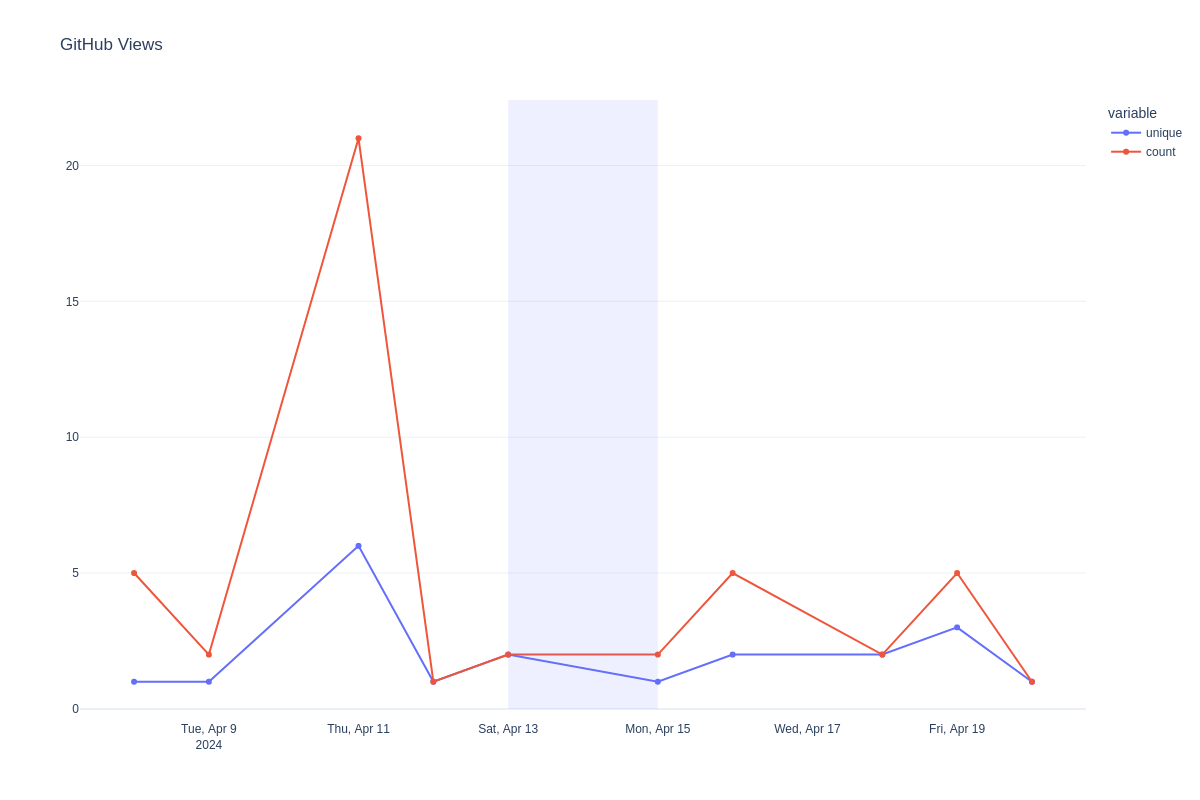 GitHub Views
variable
unique
count
20
15
10
5
0
Tue, Apr 9
2024
Thu, Apr 11
Sat, Apr 13
Mon, Apr 15
Wed, Apr 17
Fri, Apr 19